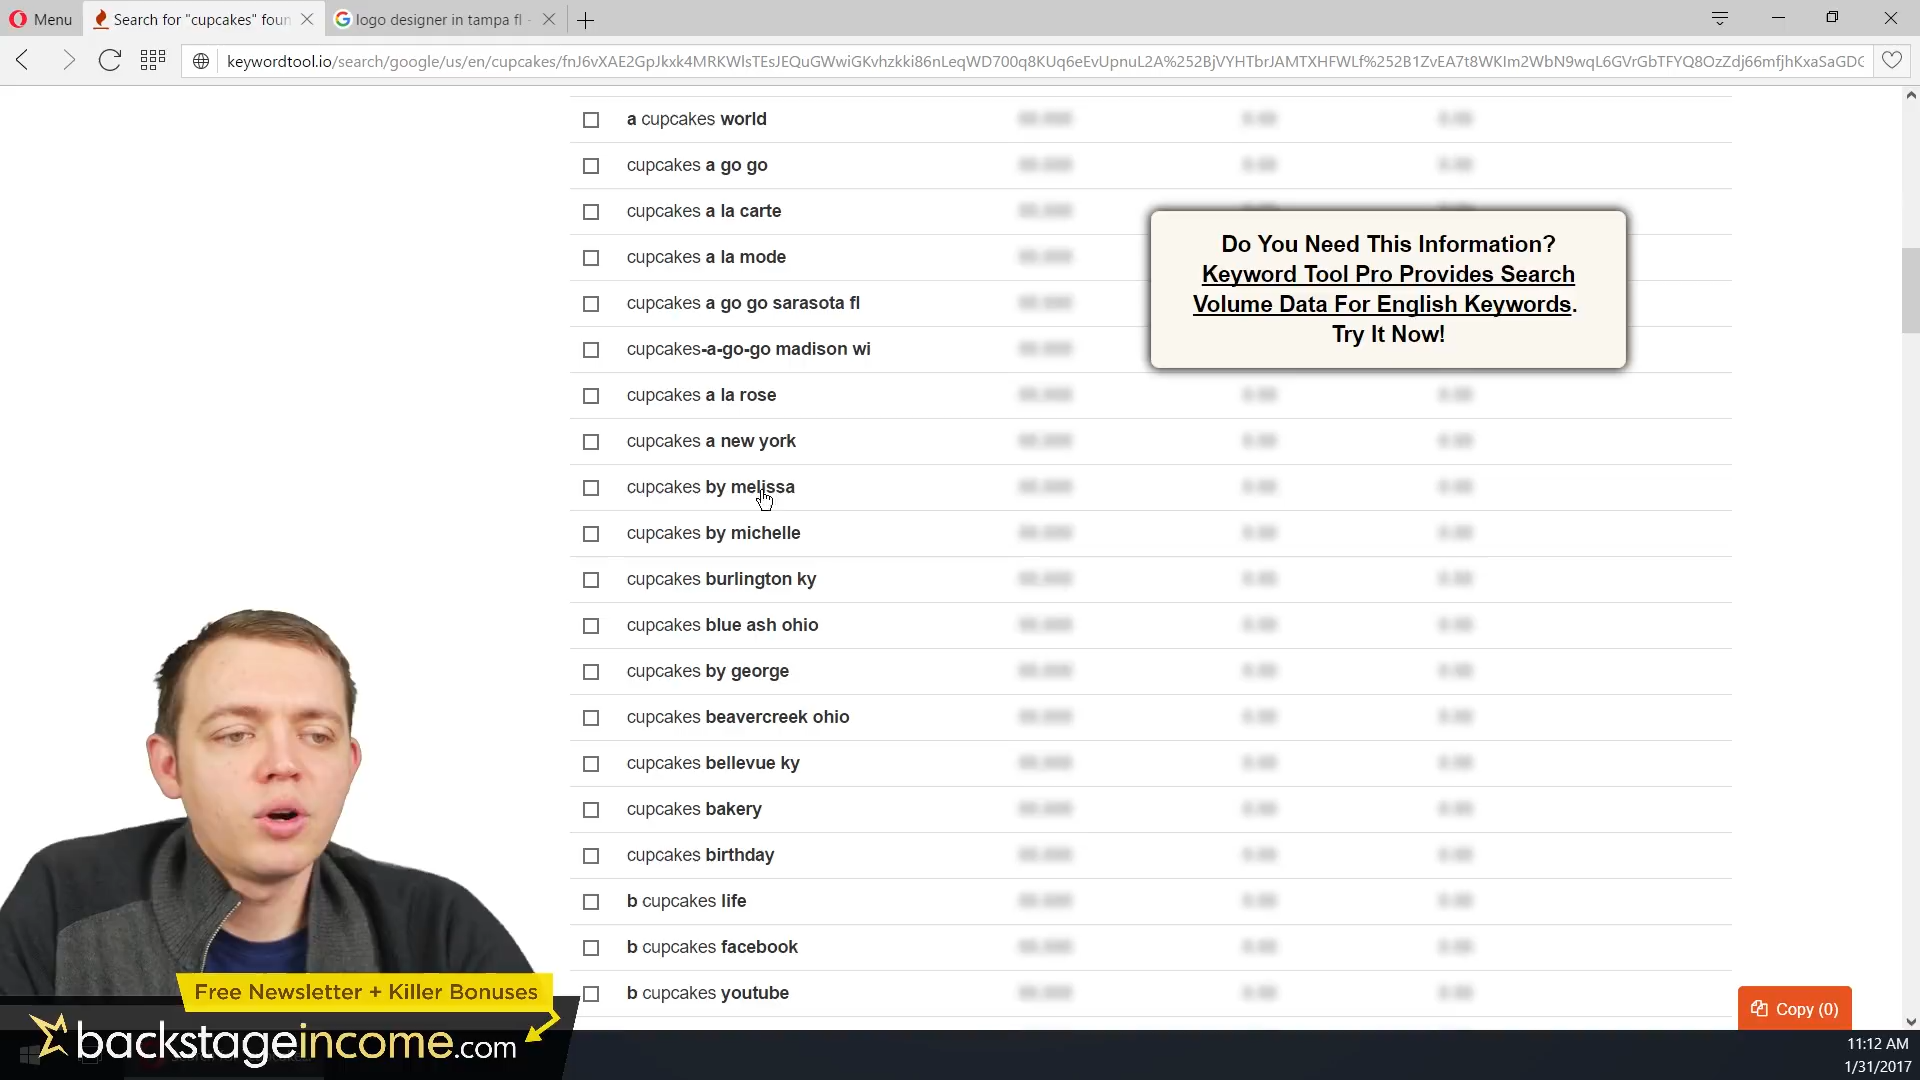 Menu
Search for "cupcakes" foun
logo designer in tampa fl -
keywordtool.io/search/google/us/en/cupcakes/fnJ6vXAE2GpJkxk4MRKWlsTEsJEQuGWwiGKvhzkki86nLeqWD700q8KUq6eEvUpnuL2A%252BjVYHTbrJAMTXHFWLf%252B1ZvEA7t8WKIm2WbN9wqL6GVrGbTFYQ8OzZdj66mfjhKxaSaGDC
a cupcakes world
cupcakes a go go
cupcakes a la carte
cupcakes a la mode
cupcakes a go go sarasota fl
cupcakes-a-go-go madison wi
cupcakes a la rose
cupcakes a new york
cupcakes by melissa
cupcakes by michelle
cupcakes burlington ky
cupcakes blue ash ohio
cupcakes by george
cupcakes beavercreek ohio
cupcakes bellevue ky
cupcakes bakery
cupcakes birthday
b cupcakes life
b cupcakes facebook
b cupcakes youtube
Do You Need This Information?
Keyword Tool Pro Provides Search
Volume Data For English Keywords.
Try It Now!
Copy (0)
Free Newsletter + Killer Bonuses
backstageincome.com
11:12 AM
1/31/2017